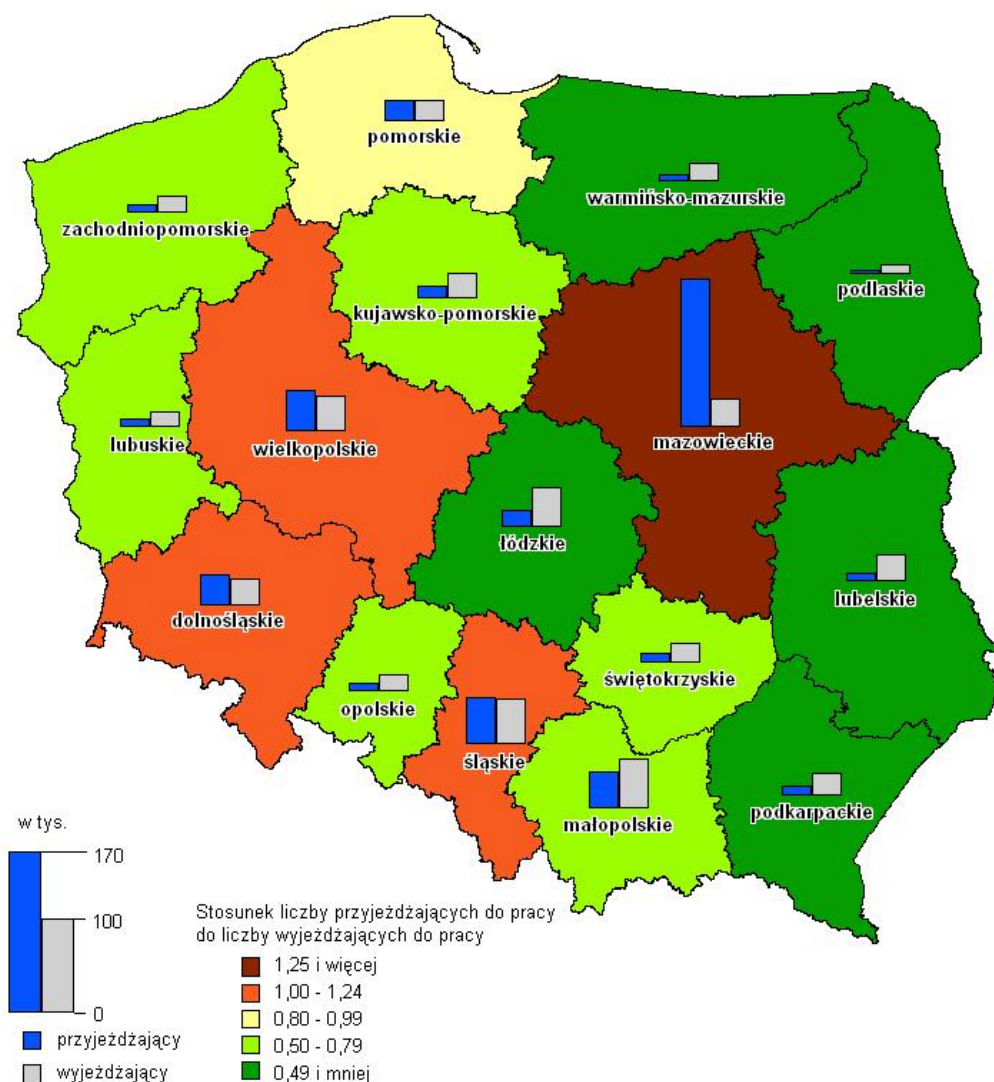 pomorskie
warmińsko-mazurskie
zachodniopomorskie
podlaskie
kujawsko-pomorskie
mazowieckie
lubuskie
wielkopolskie
łódzkie
lubelskie
dolnośląskie
świętokrzyskie
opolskie
śląskie
małopolskie
podkarpackie
w tys.
170
100
0
przyjeżdżający
wyjeżdżający
Stosunek liczby przyjeżdżających do pracy
do liczby wyjeżdżających do pracy
1,25 i więcej
1,00 - 1,24
0,80 - 0,99
0,50 - 0,79
0,49 i mniej